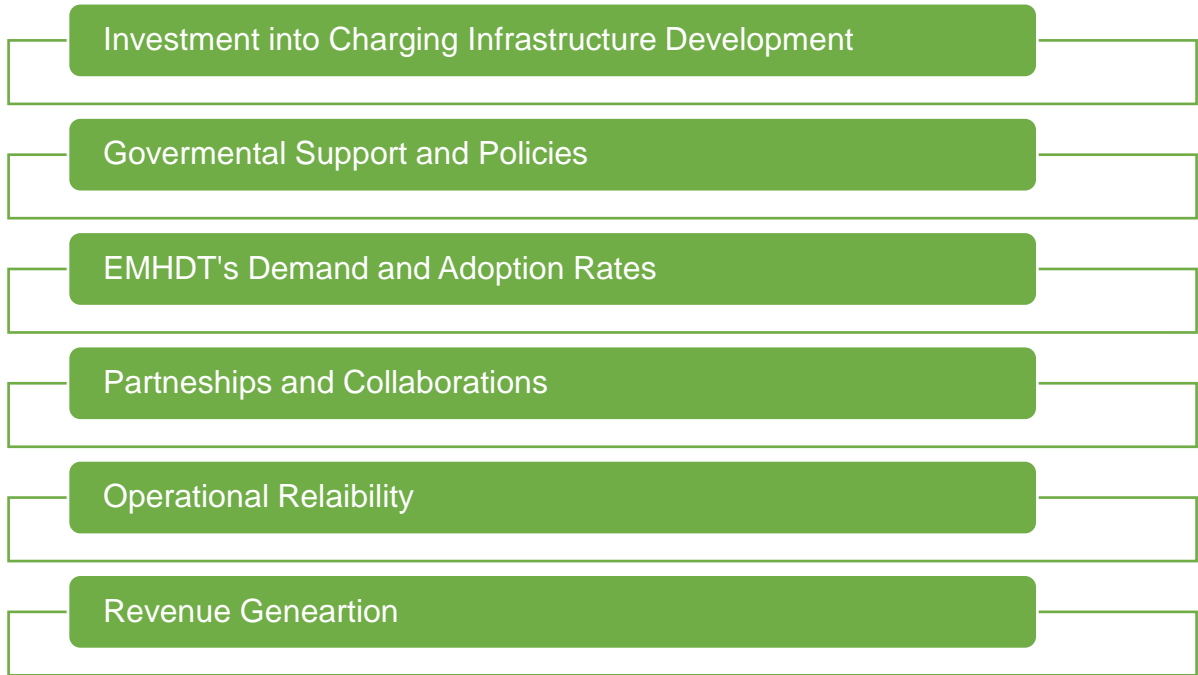 Investment into Charging Infrastructure Development
Govermental Support and Policies
EMHDT's Demand and Adoption Rates
Partneships and Collaborations
Operational Relaibility
Revenue Geneartion